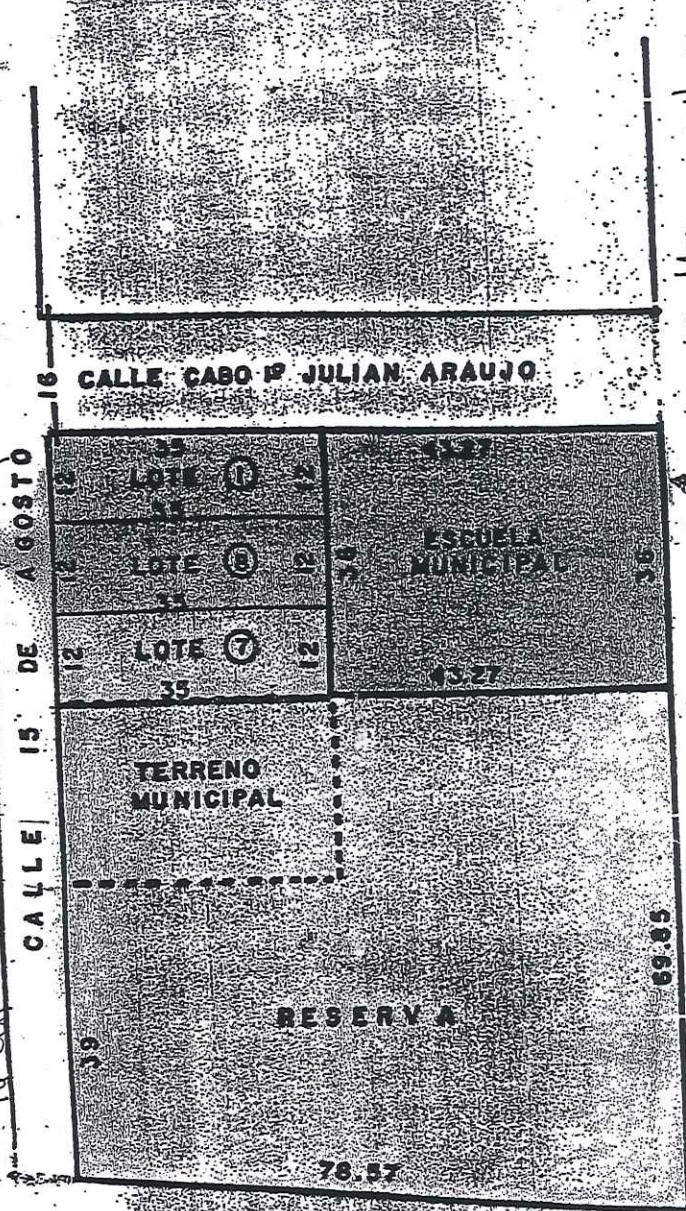 CALLE CABO 1º JULIAN ARAUJO
16
CALLE 15 DE AGOSTO
35
12 LOTE 1 12
35
12 LOTE 8 12
35
12 LOTE 7 12
35
43.27
ESCUELA
MUNICIPAL
36
36
43.27
TERRENO
MUNICIPAL
RESERVA
39
69.85
78.57